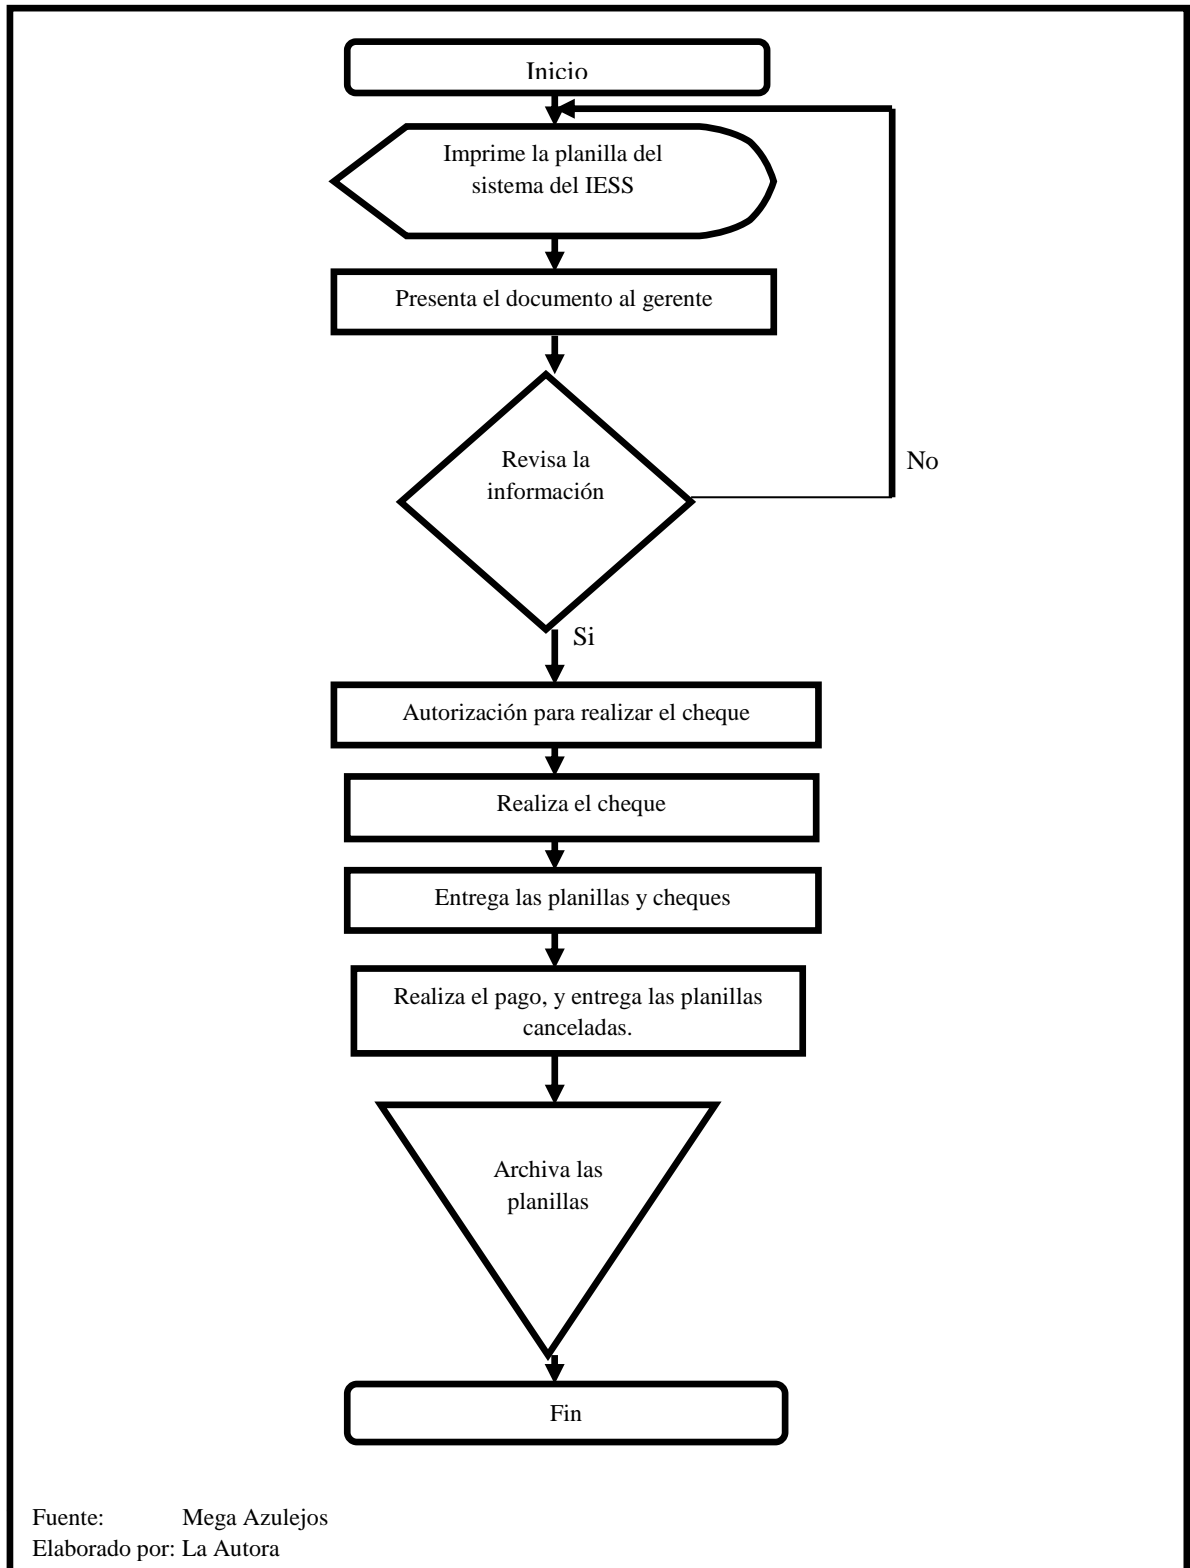 Inicio
Imprime la planilla del
sistema del IESS
Presenta el documento al gerente
Revisa la
información
No
Si
Autorización para realizar el cheque
Realiza el cheque
Entrega las planillas y cheques
Realiza el pago, y entrega las planillas
canceladas.
Archiva las
planillas
Fin
Fuente: Mega Azulejos
Elaborado por: La Autora